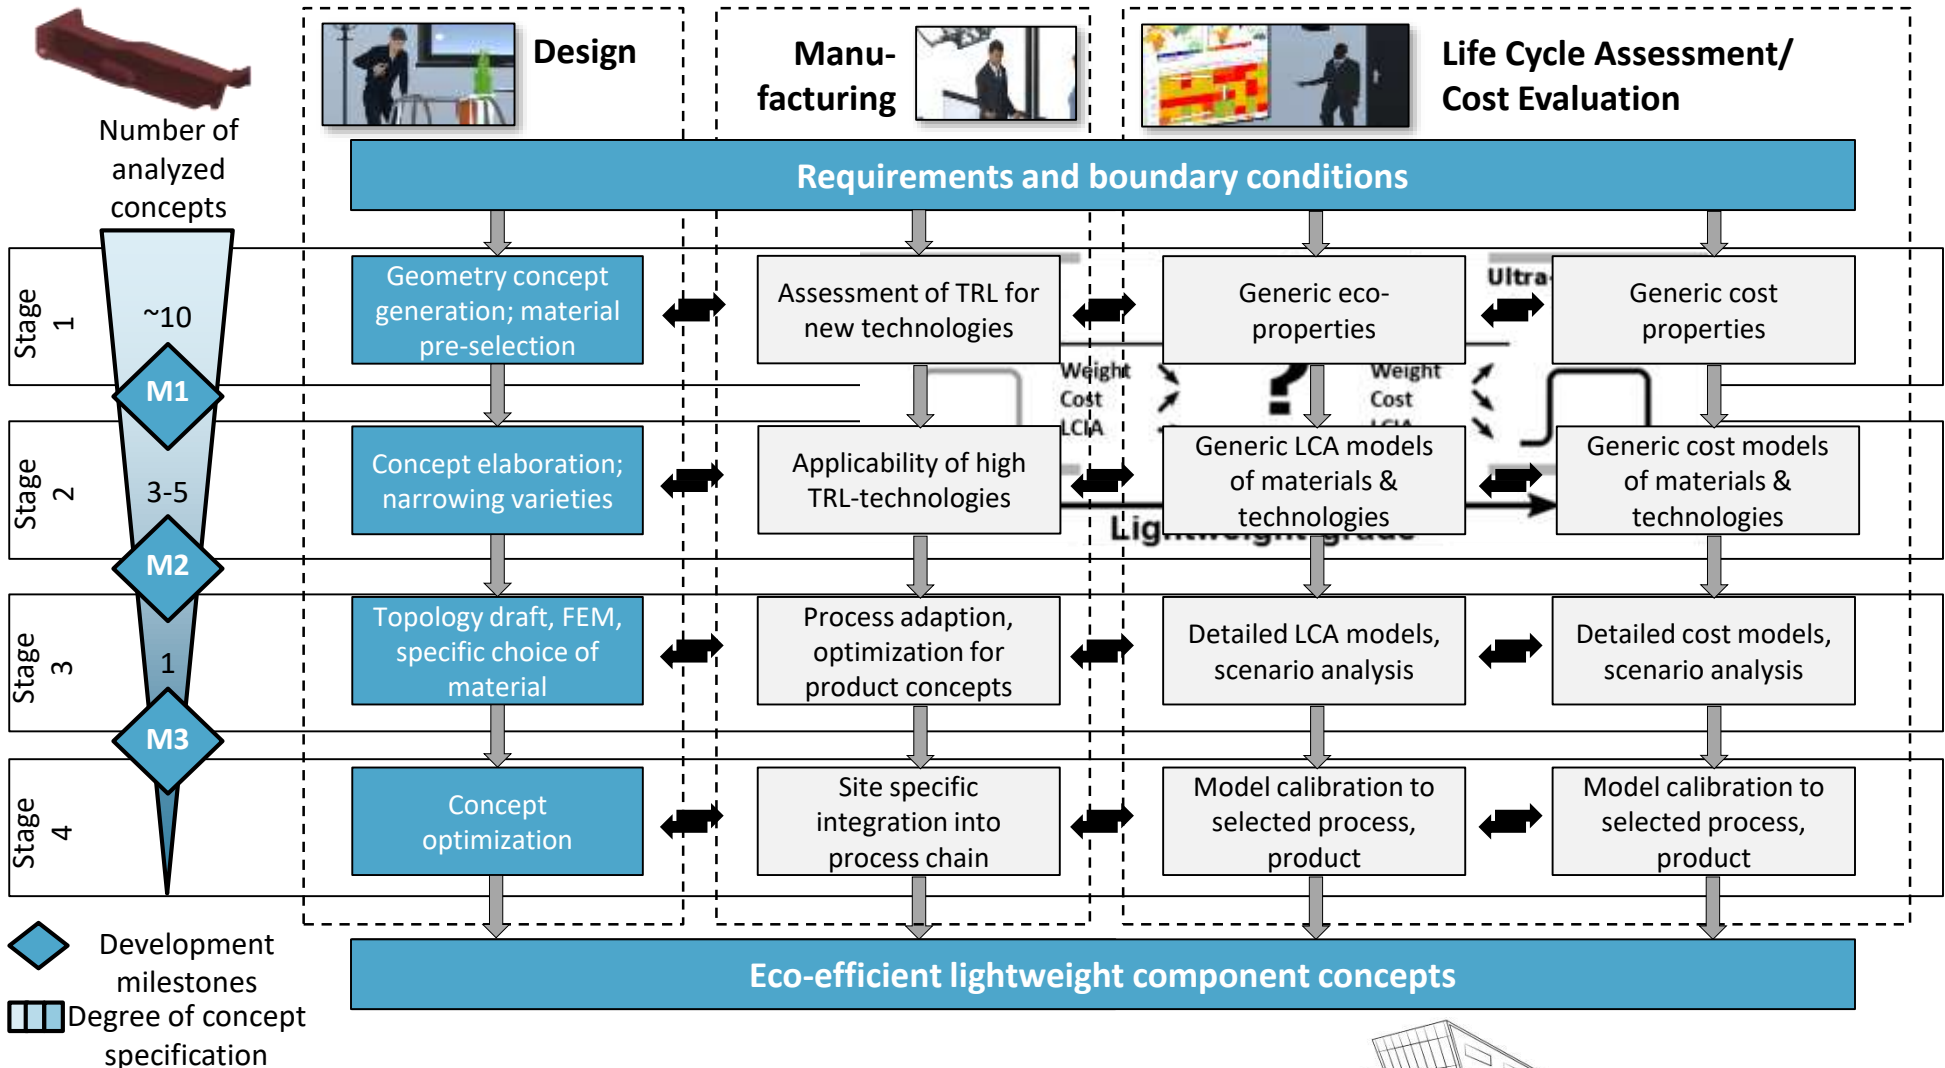 Design
Manu-
facturing
Life Cycle Assessment/
Cost Evaluation
Number of
analyzed
concepts
Requirements and boundary conditions
Stage
1
~10
Geometry concept
generation; material
pre-selection
Assessment of TRL for
new technologies
Generic eco-
properties
Ultra-
Generic cost
properties
M1
Weight
Cost
LCIA
?
Weight
Cost
LCIA
Stage
2
3-5
Concept elaboration;
narrowing varieties
Applicability of high
TRL-technologies
Generic LCA models
of materials &
technologies
Generic cost models
of materials &
technologies
Lightweight grade
M2
Stage
3
1
Topology draft, FEM,
specific choice of
material
Process adaption,
optimization for
product concepts
Detailed LCA models,
scenario analysis
Detailed cost models,
scenario analysis
M3
Stage
4
Concept
optimization
Site specific
integration into
process chain
Model calibration to
selected process,
product
Model calibration to
selected process,
product
Development
milestones
Eco-efficient lightweight component concepts
Degree of concept
specification